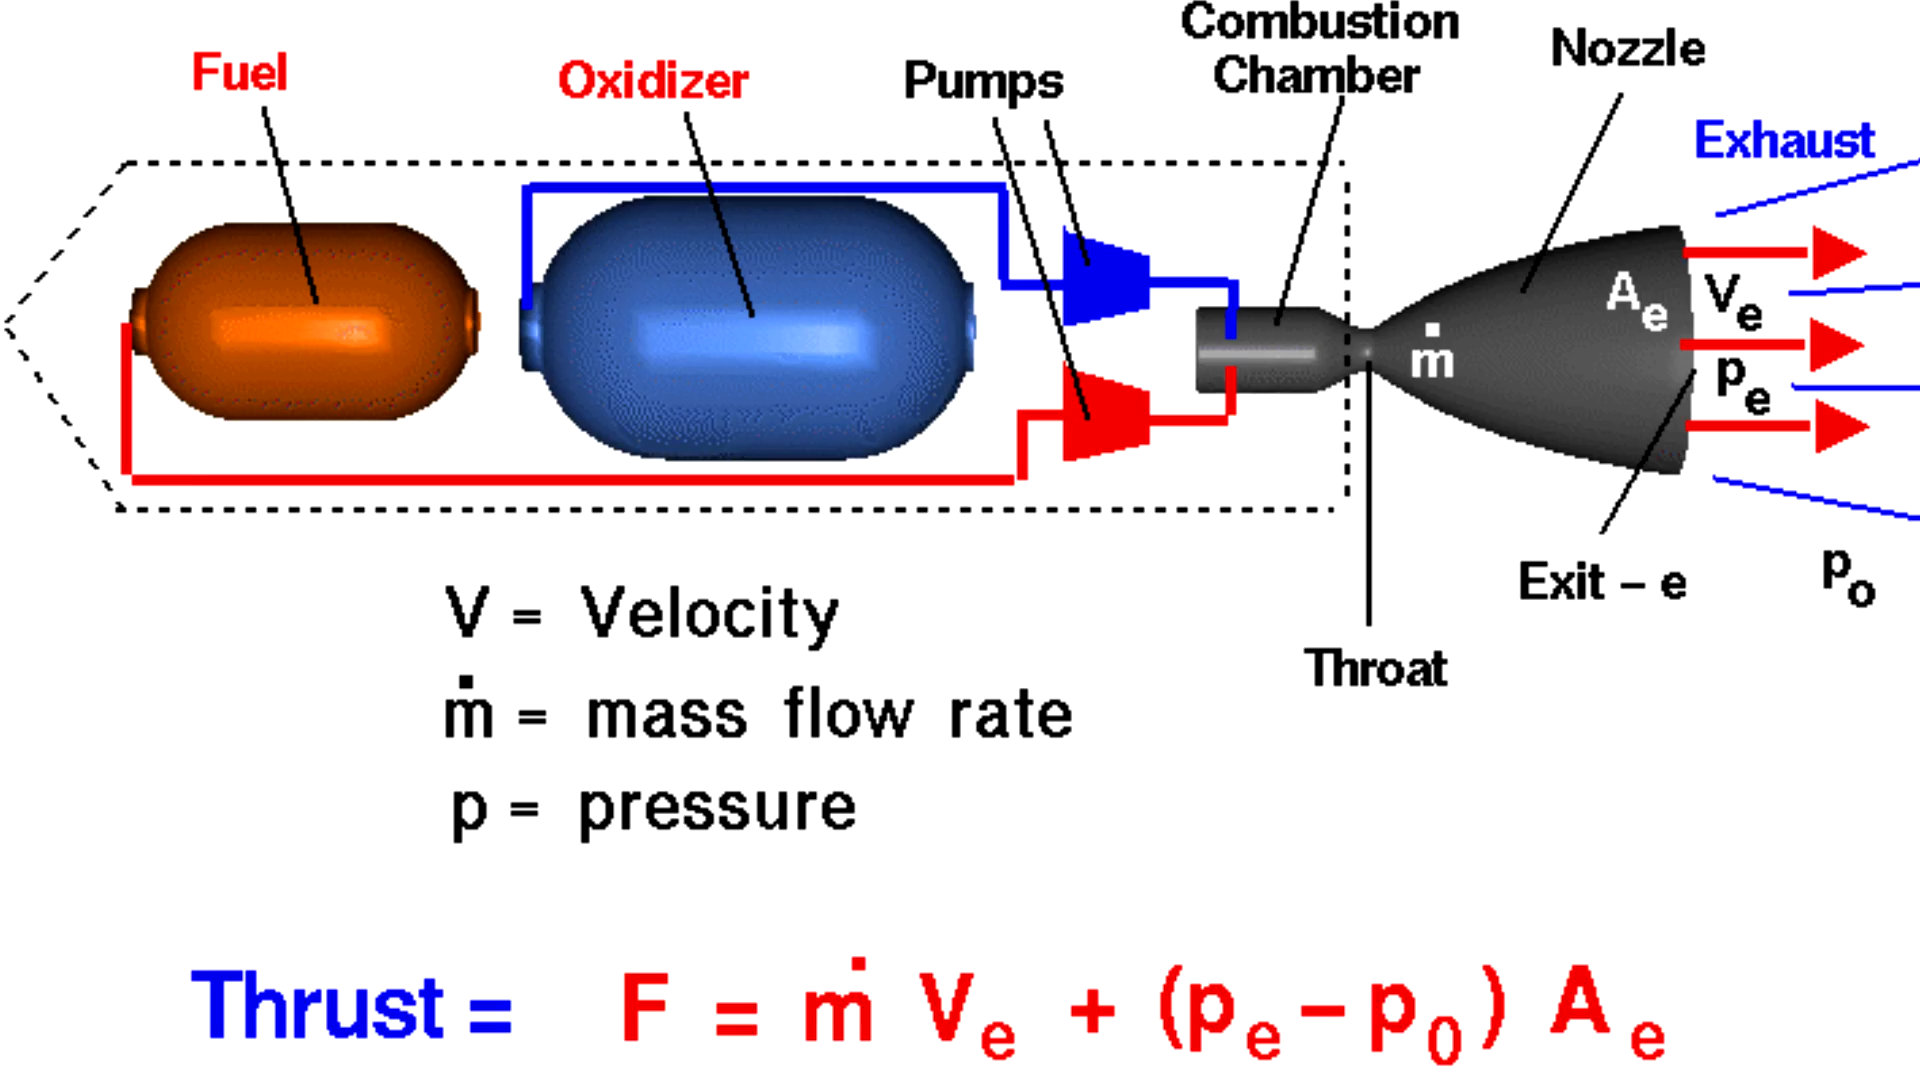 Fuel
Oxidizer
Pumps
Combustion
Chamber
Nozzle
Exhaust
Aₑ
Vₑ
ṁ
pₑ
Exit – e
pₒ
Throat
V = Velocity
ṁ = mass flow rate
p = pressure
Thrust = F = ṁ Vₑ + (pₑ – p₀) Aₑ